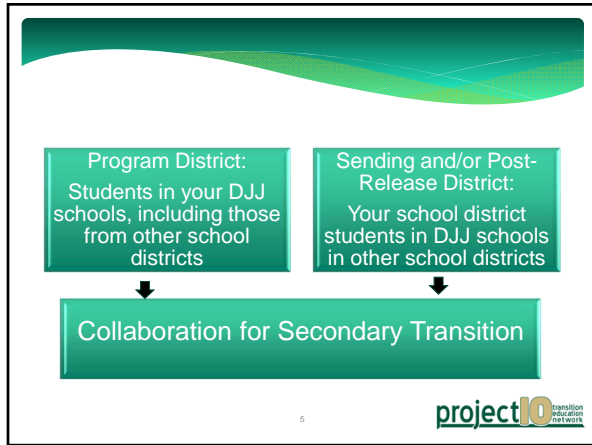 Program District:
Students in your DJJ
schools, including those
from other school
districts
Sending and/or Post-
Release District:
Your school district
students in DJJ schools
in other school districts
Collaboration for Secondary Transition
5
project10 transition
education
network